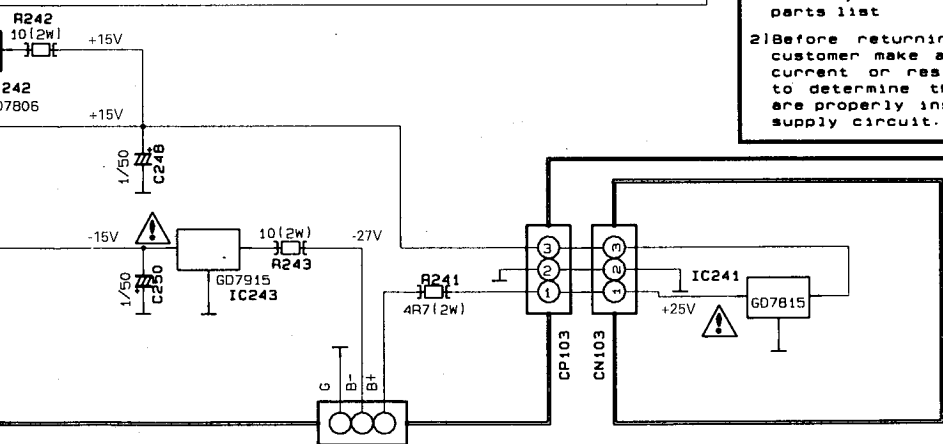 parts list
2)Before returnin
customer make a
current or res
to determine th
are properly ins
supply circuit.
R242
10(2W)
+15V
242
07806
+15V
1/50
C248
-15V
10(2W)
R243
-27V
GD7915
IC243
1/50
C250
R241
4R7(2W)
3
2
1
CP103
3
2
1
CN103
IC241
GD7815
+25V
G
B-
B+